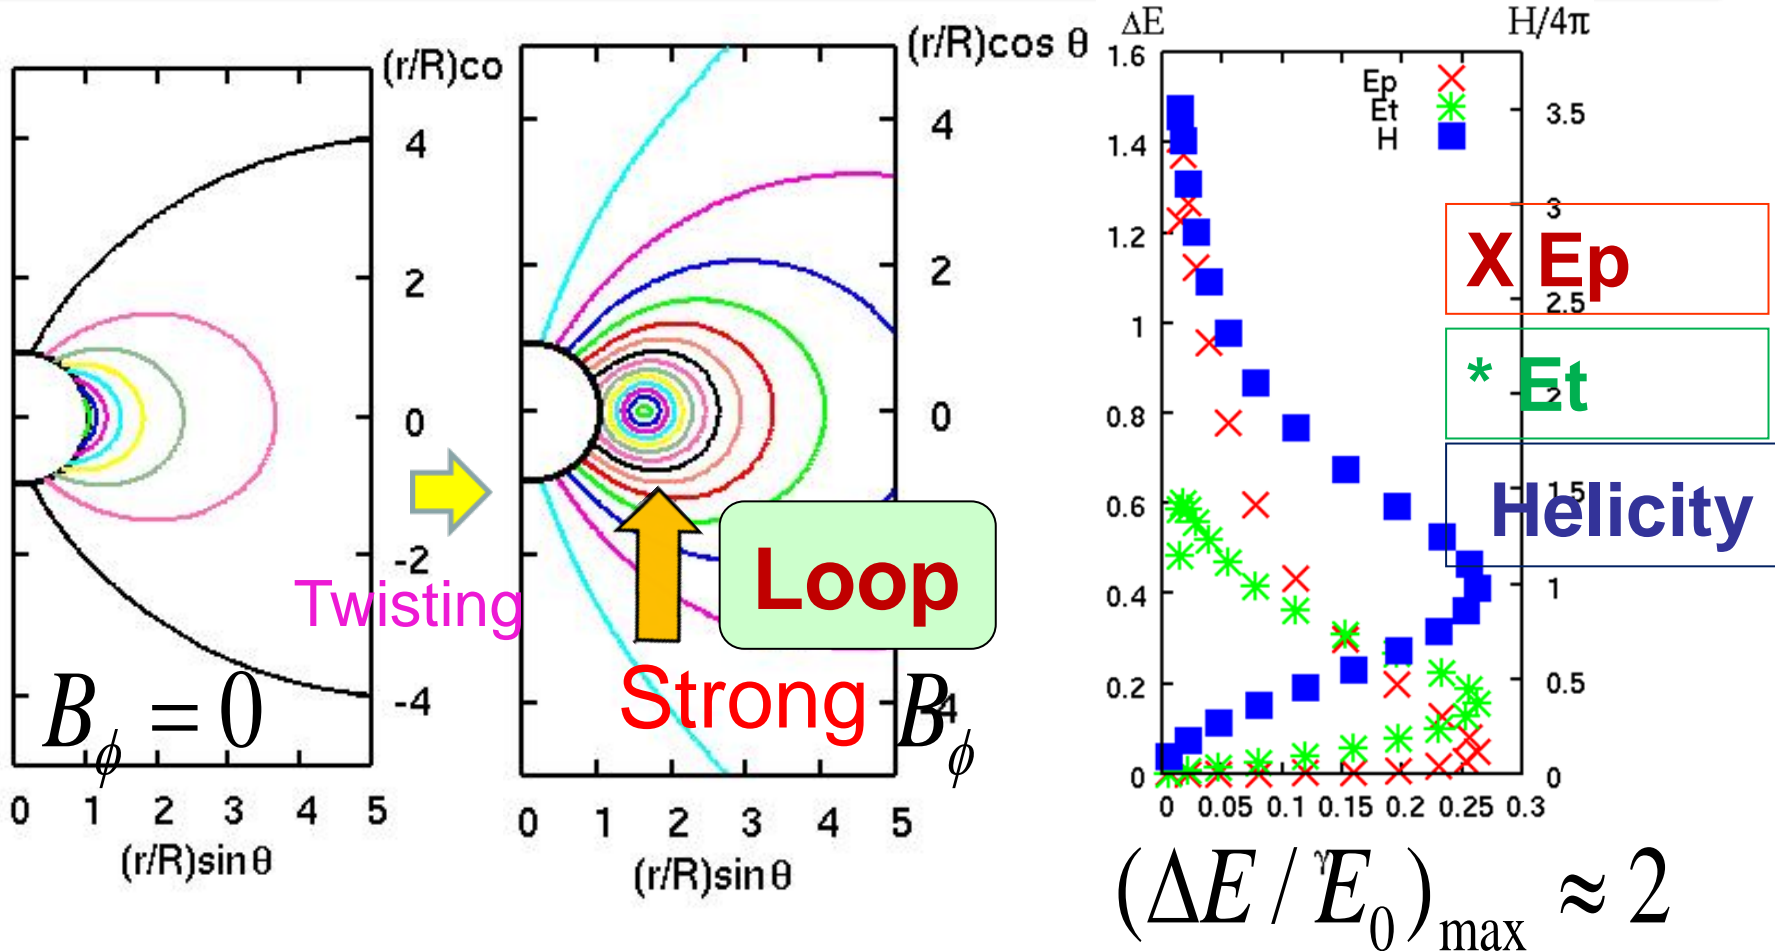 (r/R)co
4
2
0
-2
-4
0 1 2 3 4 5
(r/R)sinθ
Bϕ = 0
Twisting
(r/R)cos θ
4
2
0
-4
0 1 2 3 4 5
(r/R)sinθ
Loop
Strong Bϕ
ΔE
H/4π
1.6
1.4
1.2
1
0.8
0.6
0.4
0.2
0
Ep
Et
H
3.5
3
2.5
2
1.5
1
0.5
0
X Ep
* Et
Helicity
0 0.05 0.1 0.15 0.2 0.25 0.3
γ
(ΔE / E₀)max ≈ 2